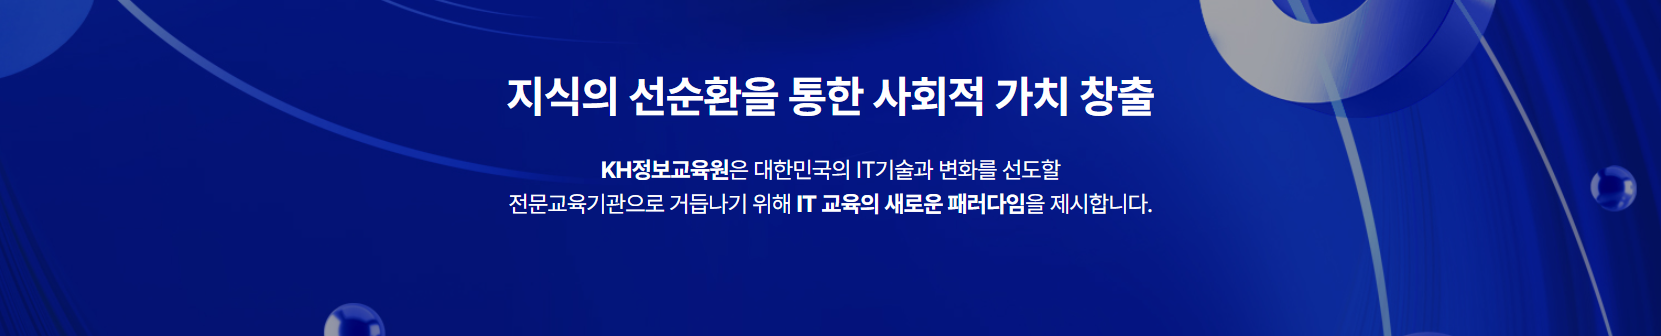 지식의 선순환을 통한 사회적 가치 창출
KH정보교육원은 대한민국의 IT기술과 변화를 선도할
전문교육기관으로 거듭나기 위해 IT 교육의 새로운 패러다임을 제시합니다.